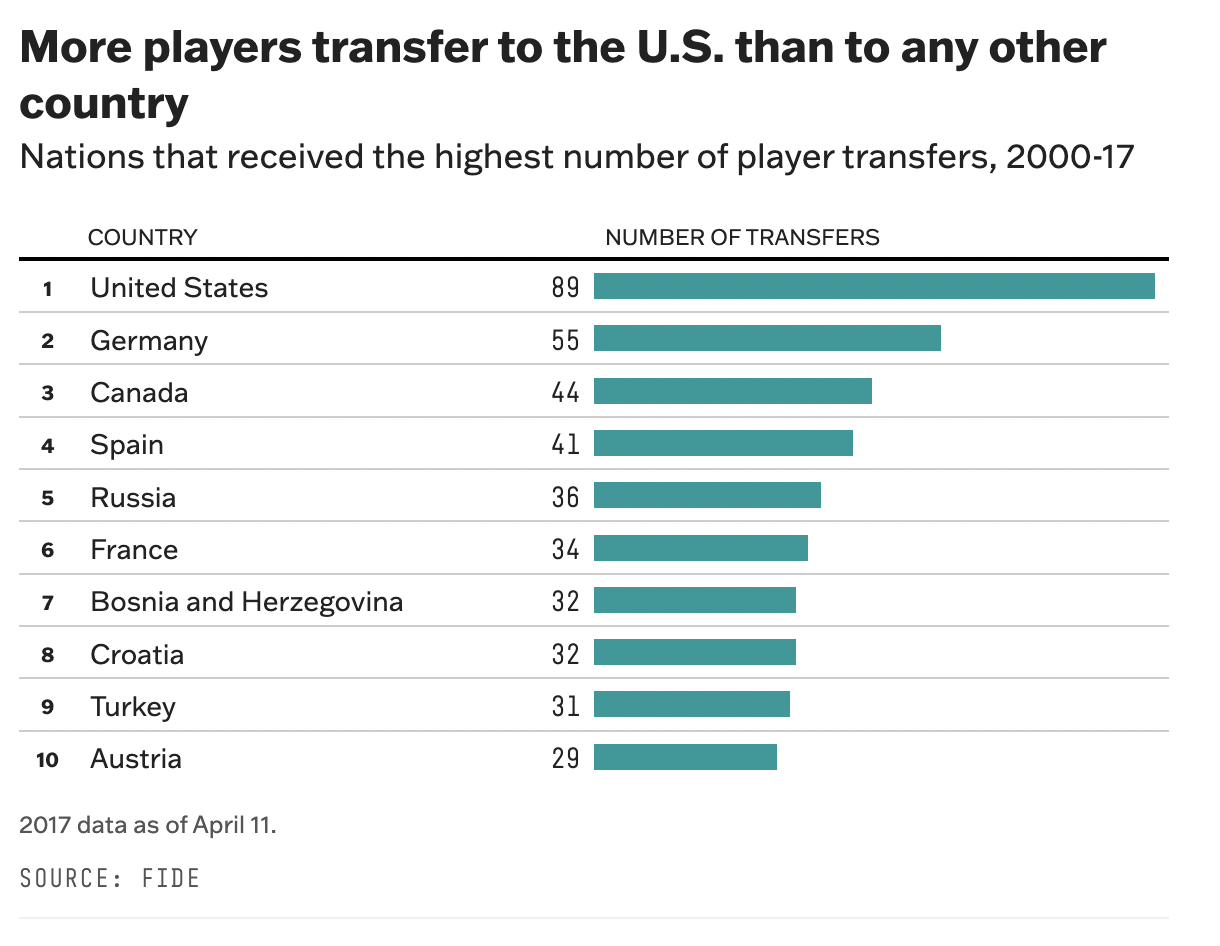 More players transfer to the U.S. than to any other
country
Nations that received the highest number of player transfers, 2000-17
COUNTRY NUMBER OF TRANSFERS
1 United States 89
2 Germany 55
3 Canada 44
4 Spain 41
5 Russia 36
6 France 34
7 Bosnia and Herzegovina 32
8 Croatia 32
9 Turkey 31
10 Austria 29
2017 data as of April 11.
SOURCE: FIDE